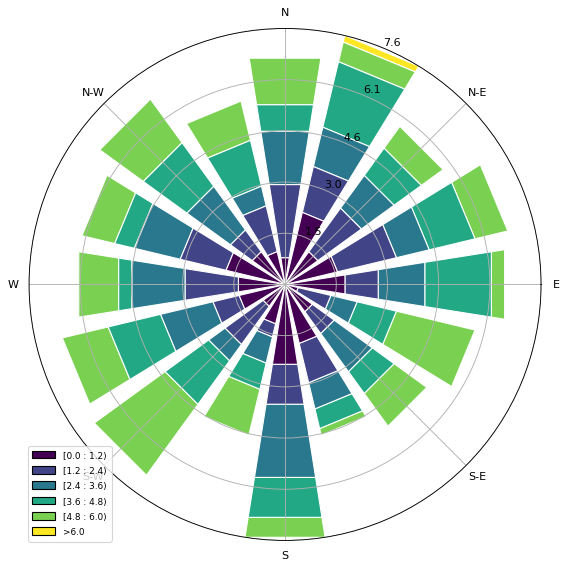 N
7.6
N-W
N-E
6.1
4.6
3.0
1.5
W
E
S-W
S-E
[0.0 : 1.2)
[1.2 : 2.4)
[2.4 : 3.6)
[3.6 : 4.8)
[4.8 : 6.0)
>6.0
S